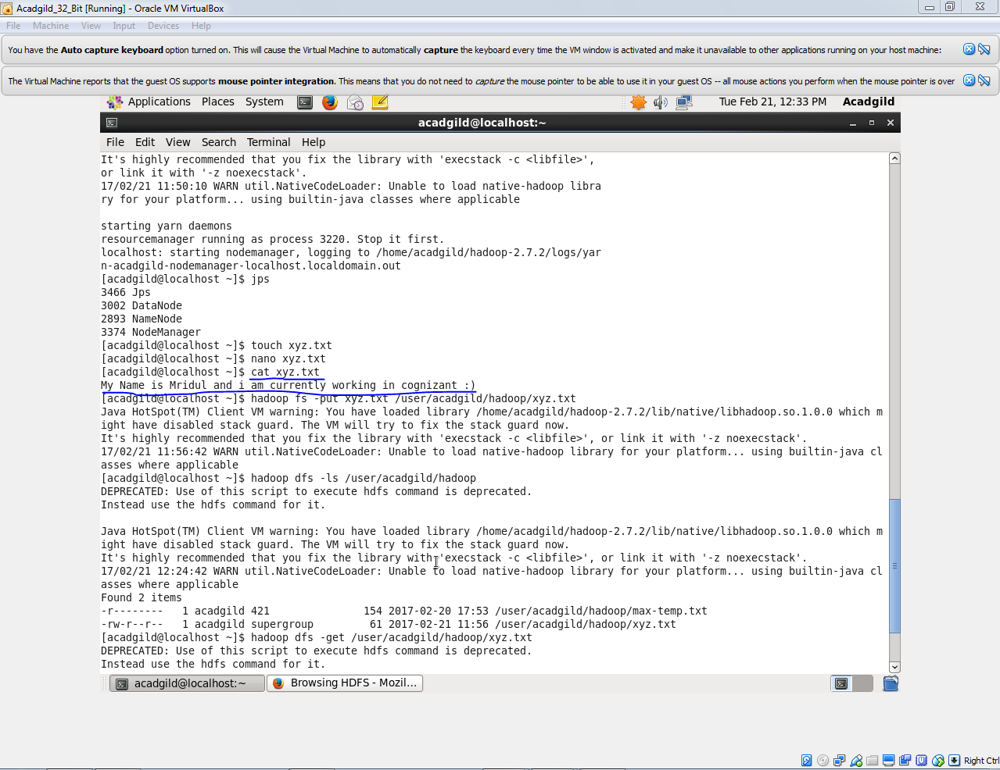 Acadgild_32_Bit [Running] - Oracle VM VirtualBox
File Machine View Input Devices Help
You have the Auto capture keyboard option turned on. This will cause the Virtual Machine to automatically capture the keyboard every time the VM window is activated and make it unavailable to other applications running on your host machine:
The Virtual Machine reports that the guest OS supports mouse pointer integration. This means that you do not need to capture the mouse pointer to be able to use it in your guest OS -- all mouse actions you perform when the mouse pointer is over
Applications Places System Tue Feb 21, 12:33 PM Acadgild
acadgild@localhost:~
File Edit View Search Terminal Help
It's highly recommended that you fix the library with 'execstack -c <libfile>',
or link it with '-z noexecstack'.
17/02/21 11:50:10 WARN util.NativeCodeLoader: Unable to load native-hadoop libra
ry for your platform... using builtin-java classes where applicable
starting yarn daemons
resourcemanager running as process 3220. Stop it first.
localhost: starting nodemanager, logging to /home/acadgild/hadoop-2.7.2/logs/yar
n-acadgild-nodemanager-localhost.localdomain.out
[acadgild@localhost ~]$ jps
3466 Jps
3002 DataNode
2893 NameNode
3374 NodeManager
[acadgild@localhost ~]$ touch xyz.txt
[acadgild@localhost ~]$ nano xyz.txt
[acadgild@localhost ~]$ cat xyz.txt
My Name is Mridul and i am currently working in cognizant :)
[acadgild@localhost ~]$ hadoop fs -put xyz.txt /user/acadgild/hadoop/xyz.txt
Java HotSpot(TM) Client VM warning: You have loaded library /home/acadgild/hadoop-2.7.2/lib/native/libhadoop.so.1.0.0 which m
ight have disabled stack guard. The VM will try to fix the stack guard now.
It's highly recommended that you fix the library with 'execstack -c <libfile>', or link it with '-z noexecstack'.
17/02/21 11:56:42 WARN util.NativeCodeLoader: Unable to load native-hadoop library for your platform... using builtin-java cl
asses where applicable
[acadgild@localhost ~]$ hadoop dfs -ls /user/acadgild/hadoop
DEPRECATED: Use of this script to execute hdfs command is deprecated.
Instead use the hdfs command for it.
Java HotSpot(TM) Client VM warning: You have loaded library /home/acadgild/hadoop-2.7.2/lib/native/libhadoop.so.1.0.0 which m
ight have disabled stack guard. The VM will try to fix the stack guard now.
It's highly recommended that you fix the library with 'execstack -c <libfile>', or link it with '-z noexecstack'.
17/02/21 12:24:42 WARN util.NativeCodeLoader: Unable to load native-hadoop library for your platform... using builtin-java cl
asses where applicable
Found 2 items
-r-------- 1 acadgild 421 154 2017-02-20 17:53 /user/acadgild/hadoop/max-temp.txt
-rw-r--r-- 1 acadgild supergroup 61 2017-02-21 11:56 /user/acadgild/hadoop/xyz.txt
[acadgild@localhost ~]$ hadoop dfs -get /user/acadgild/hadoop/xyz.txt
DEPRECATED: Use of this script to execute hdfs command is deprecated.
Instead use the hdfs command for it.
acadgild@localhost:~ Browsing HDFS - Mozil...
Right Ctrl